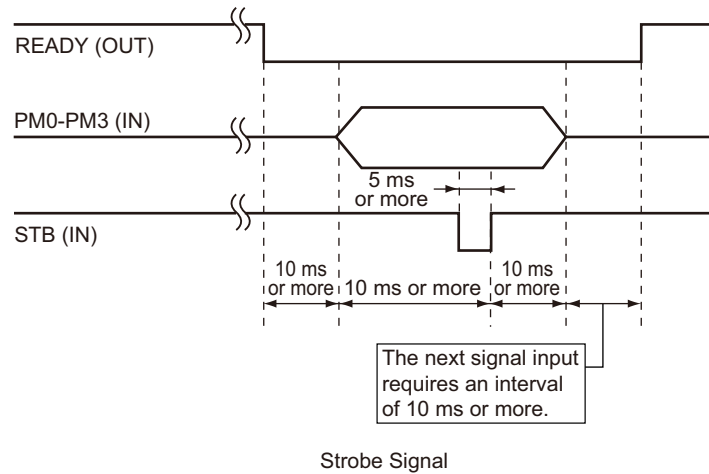 READY (OUT)
PM0-PM3 (IN)
5 ms
or more
STB (IN)
10 ms
or more
10 ms or more
10 ms
or more
The next signal input
requires an interval
of 10 ms or more.
Strobe Signal